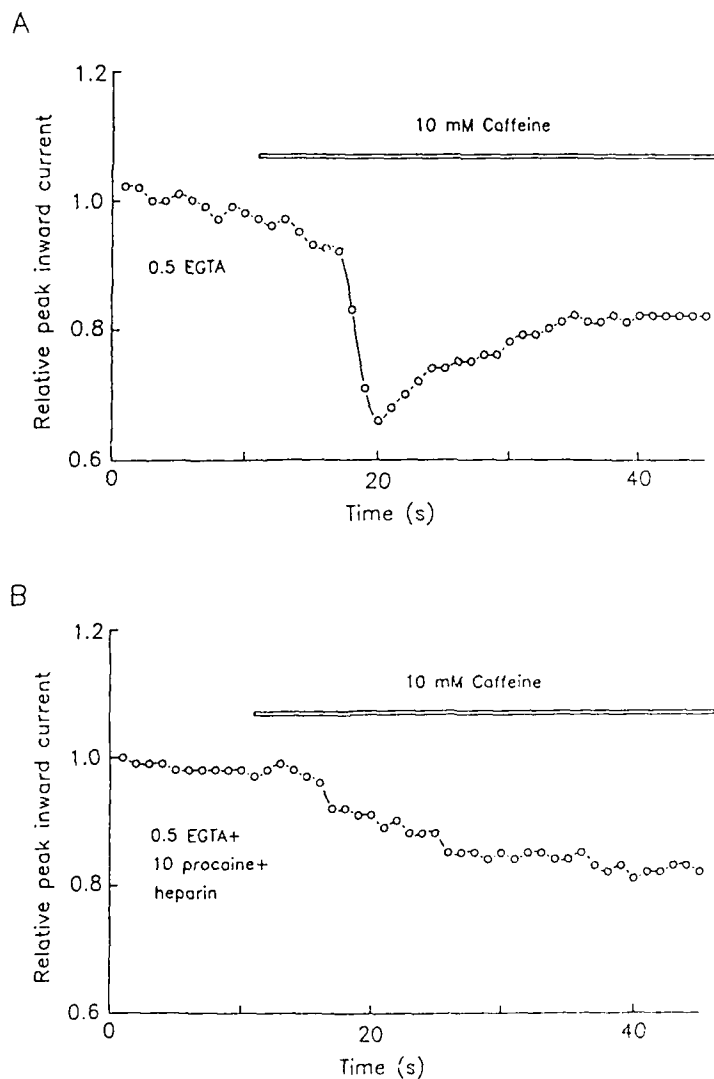 A
Relative peak inward current
1.2
1.0
0.8
0.6
10 mM Caffeine
0.5 EGTA
0
20
40
Time (s)
B
Relative peak inward current
1.2
1.0
0.8
0.6
10 mM Caffeine
0.5 EGTA+
10 procaine+
heparin
0
20
40
Time (s)